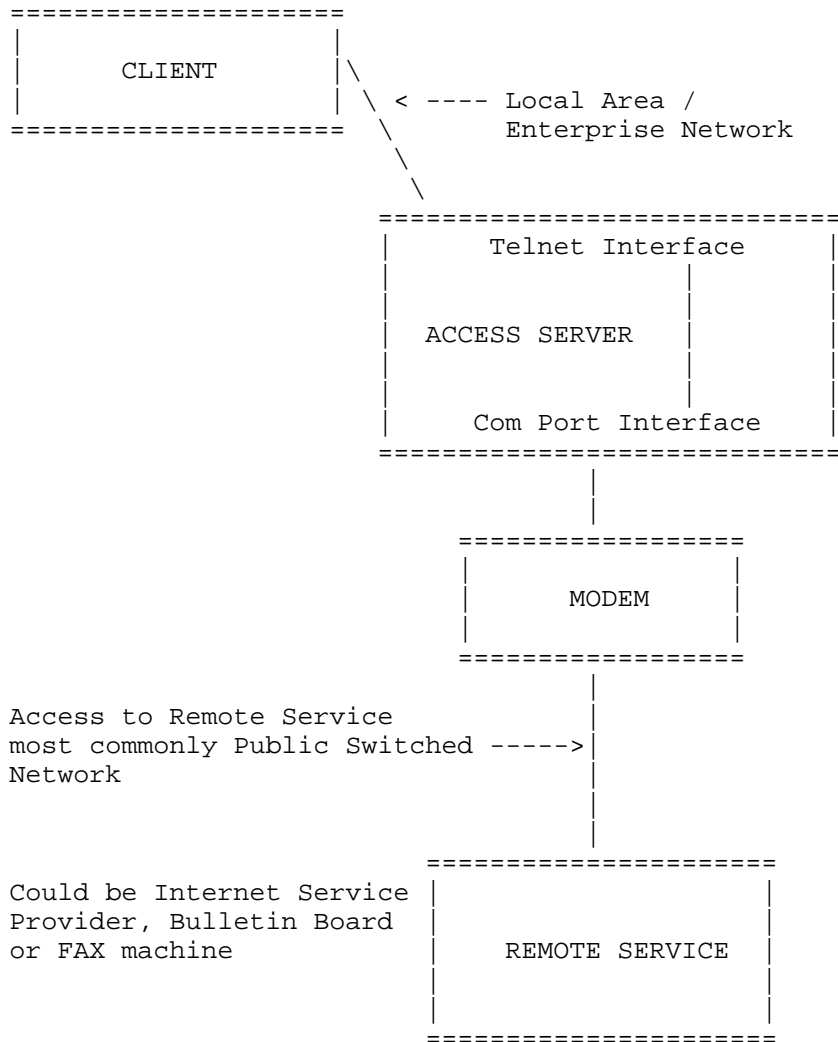 CLIENT
< ---- Local Area /
Enterprise Network
Telnet Interface
ACCESS SERVER
Com Port Interface
MODEM
Access to Remote Service
most commonly Public Switched ----->
Network
Could be Internet Service
Provider, Bulletin Board
or FAX machine
REMOTE SERVICE